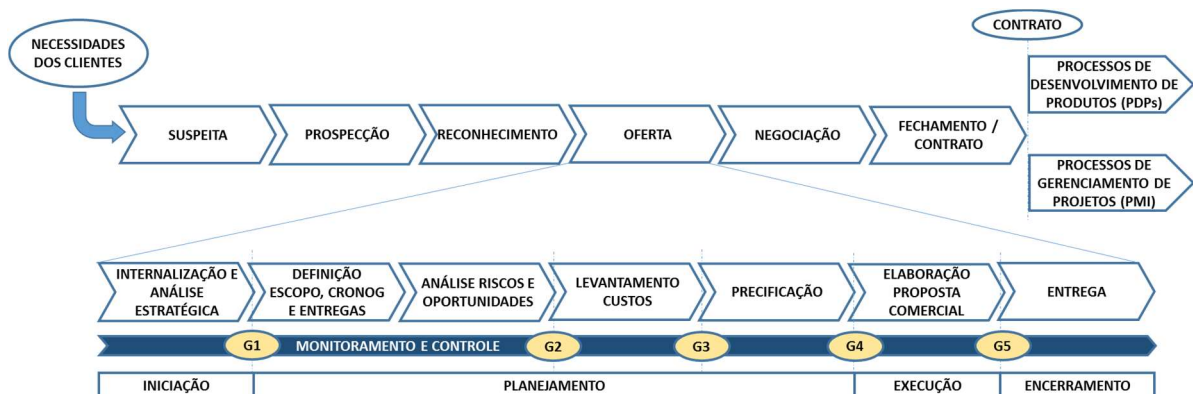 NECESSIDADES
DOS CLIENTES
CONTRATO
PROCESSOS DE
DESENVOLVIMENTO DE
PRODUTOS (PDPs)
SUSPEITA
PROSPECÇÃO
RECONHECIMENTO
OFERTA
NEGOCIAÇÃO
FECHAMENTO /
CONTRATO
PROCESSOS DE
GERENCIAMENTO DE
PROJETOS (PMI)
INTERNALIZAÇÃO E
ANÁLISE
ESTRATÉGICA
DEFINIÇÃO
ESCOPO, CRONOG
E ENTREGAS
ANÁLISE RISCOS E
OPORTUNIDADES
LEVANTAMENTO
CUSTOS
PRECIFICAÇÃO
ELABORAÇÃO
PROPOSTA
COMERCIAL
ENTREGA
G1
MONITORAMENTO E CONTROLE
G2
G3
G4
G5
INICIAÇÃO
PLANEJAMENTO
EXECUÇÃO
ENCERRAMENTO